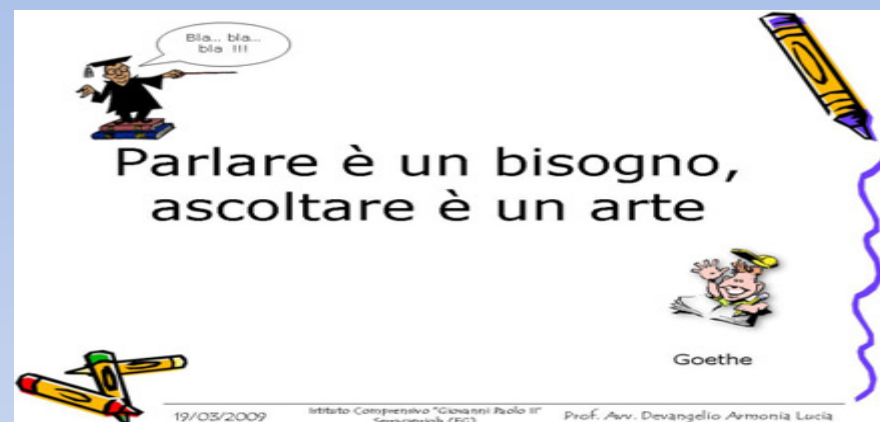 Bla... bla...
bla !!!
Parlare è un bisogno,
ascoltare è un arte
Goethe
19/03/2009
Istituto Comprensivo "Giovanni Paolo II"
(FG)
Prof. Avv. Devangelio Armonia Lucia